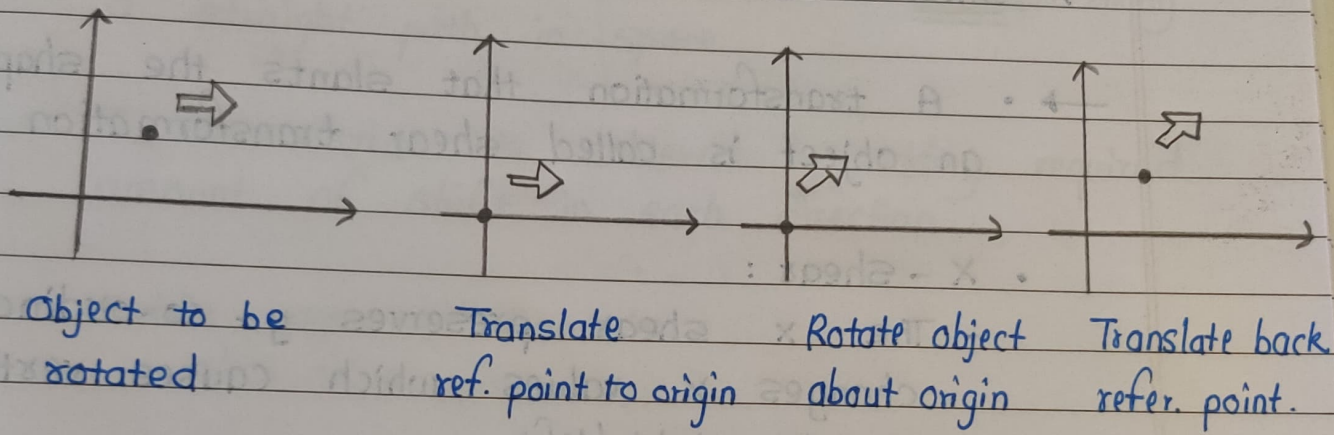 Object to be
rotated
Translate
ref. point to origin
Rotate object
about origin
Translate back
refer. point.